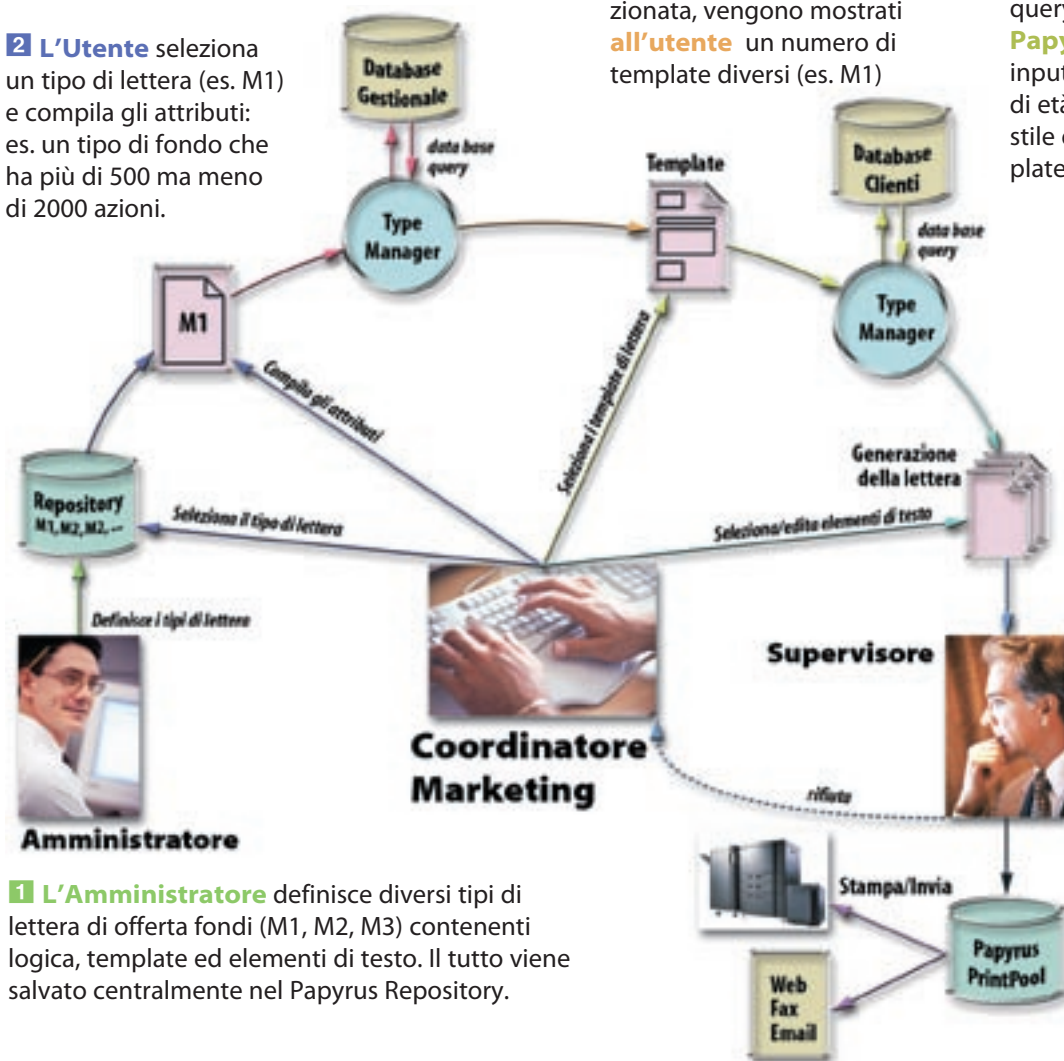 2 L'Utente seleziona
un tipo di lettera (es. M1)
e compila gli attributi:
es. un tipo di fondo che
ha più di 500 ma meno
di 2000 azioni.
zionata, vengono mostrati
all'utente un numero di
template diversi (es. M1)
query
Papy
input
di età
stile
plate
Database
Gestionale
data base
query
Type
Manager
Template
Database
Clienti
data base
query
Type
Manager
M1
Compila gli attributi
Seleziona i template di lettera
Generazione
della lettera
Repository
M1, M2, M2, ...
Seleziona il tipo di lettera
Seleziona/edita elementi di testo
Definisce i tipi di lettera
Supervisore
Coordinatore
Marketing
rifiuta
Amministratore
1 L'Amministratore definisce diversi tipi di
lettera di offerta fondi (M1, M2, M3) contenenti
logica, template ed elementi di testo. Il tutto viene
salvato centralmente nel Papyrus Repository.
Stampa/Invia
Papyrus
PrintPool
Web
Fax
Email